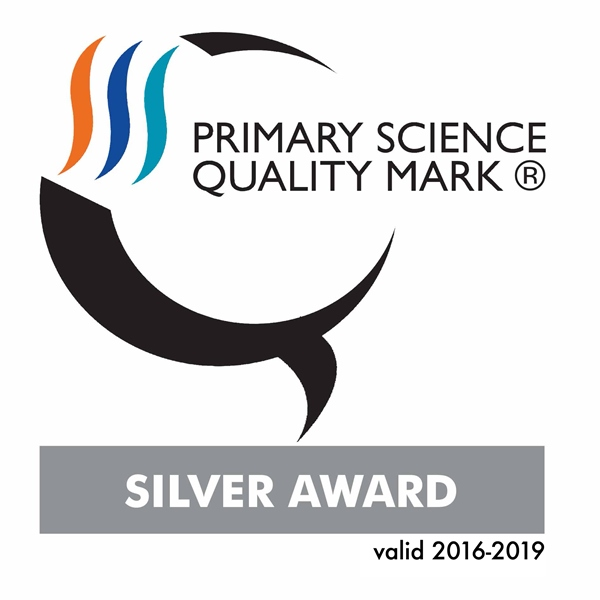 PRIMARY SCIENCE
QUALITY MARK ®
SILVER AWARD
valid 2016-2019